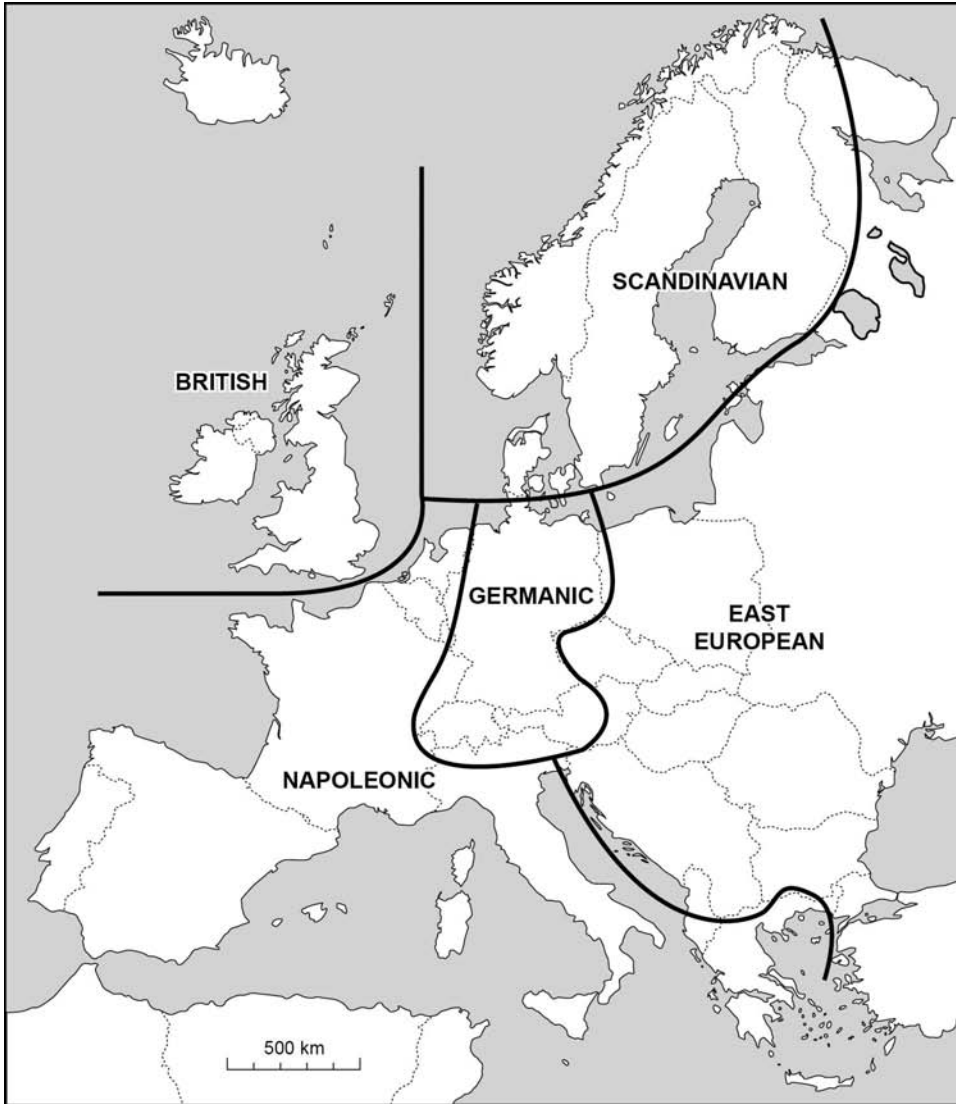 SCANDINAVIAN
BRITISH
GERMANIC
EAST
EUROPEAN
NAPOLEONIC
500 km